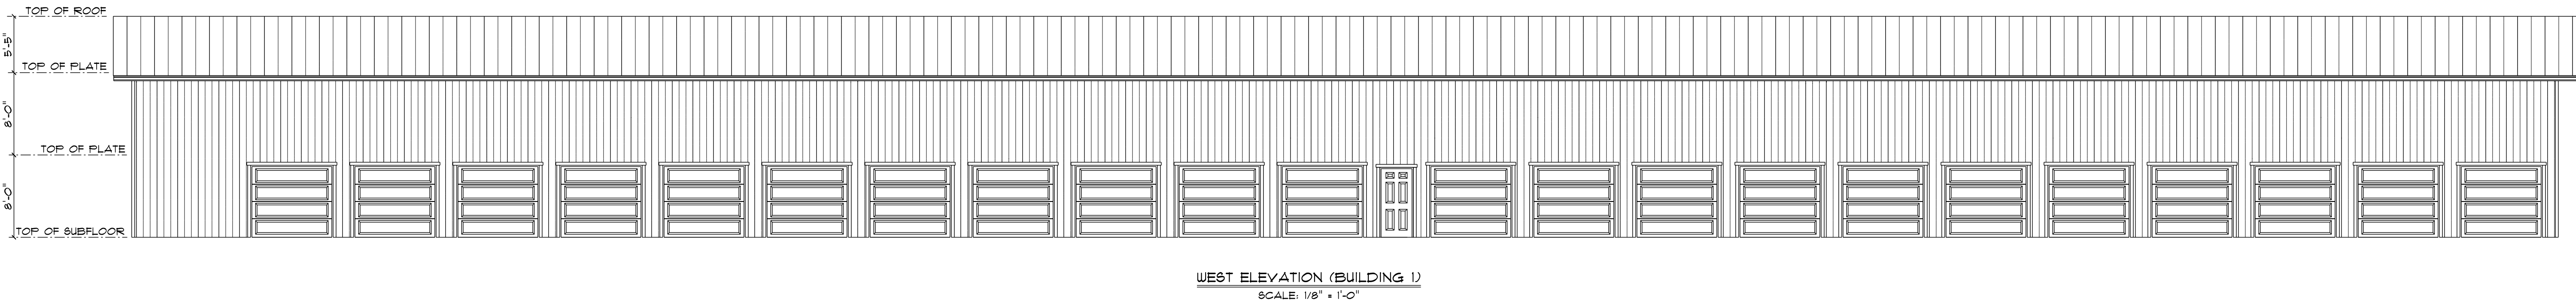 TOP OF ROOF
5'-5"
TOP OF PLATE
8'-0"
TOP OF PLATE
8'-0"
TOP OF SUBFLOOR
WEST ELEVATION (BUILDING 1)
SCALE: 1/8" = 1'-0"